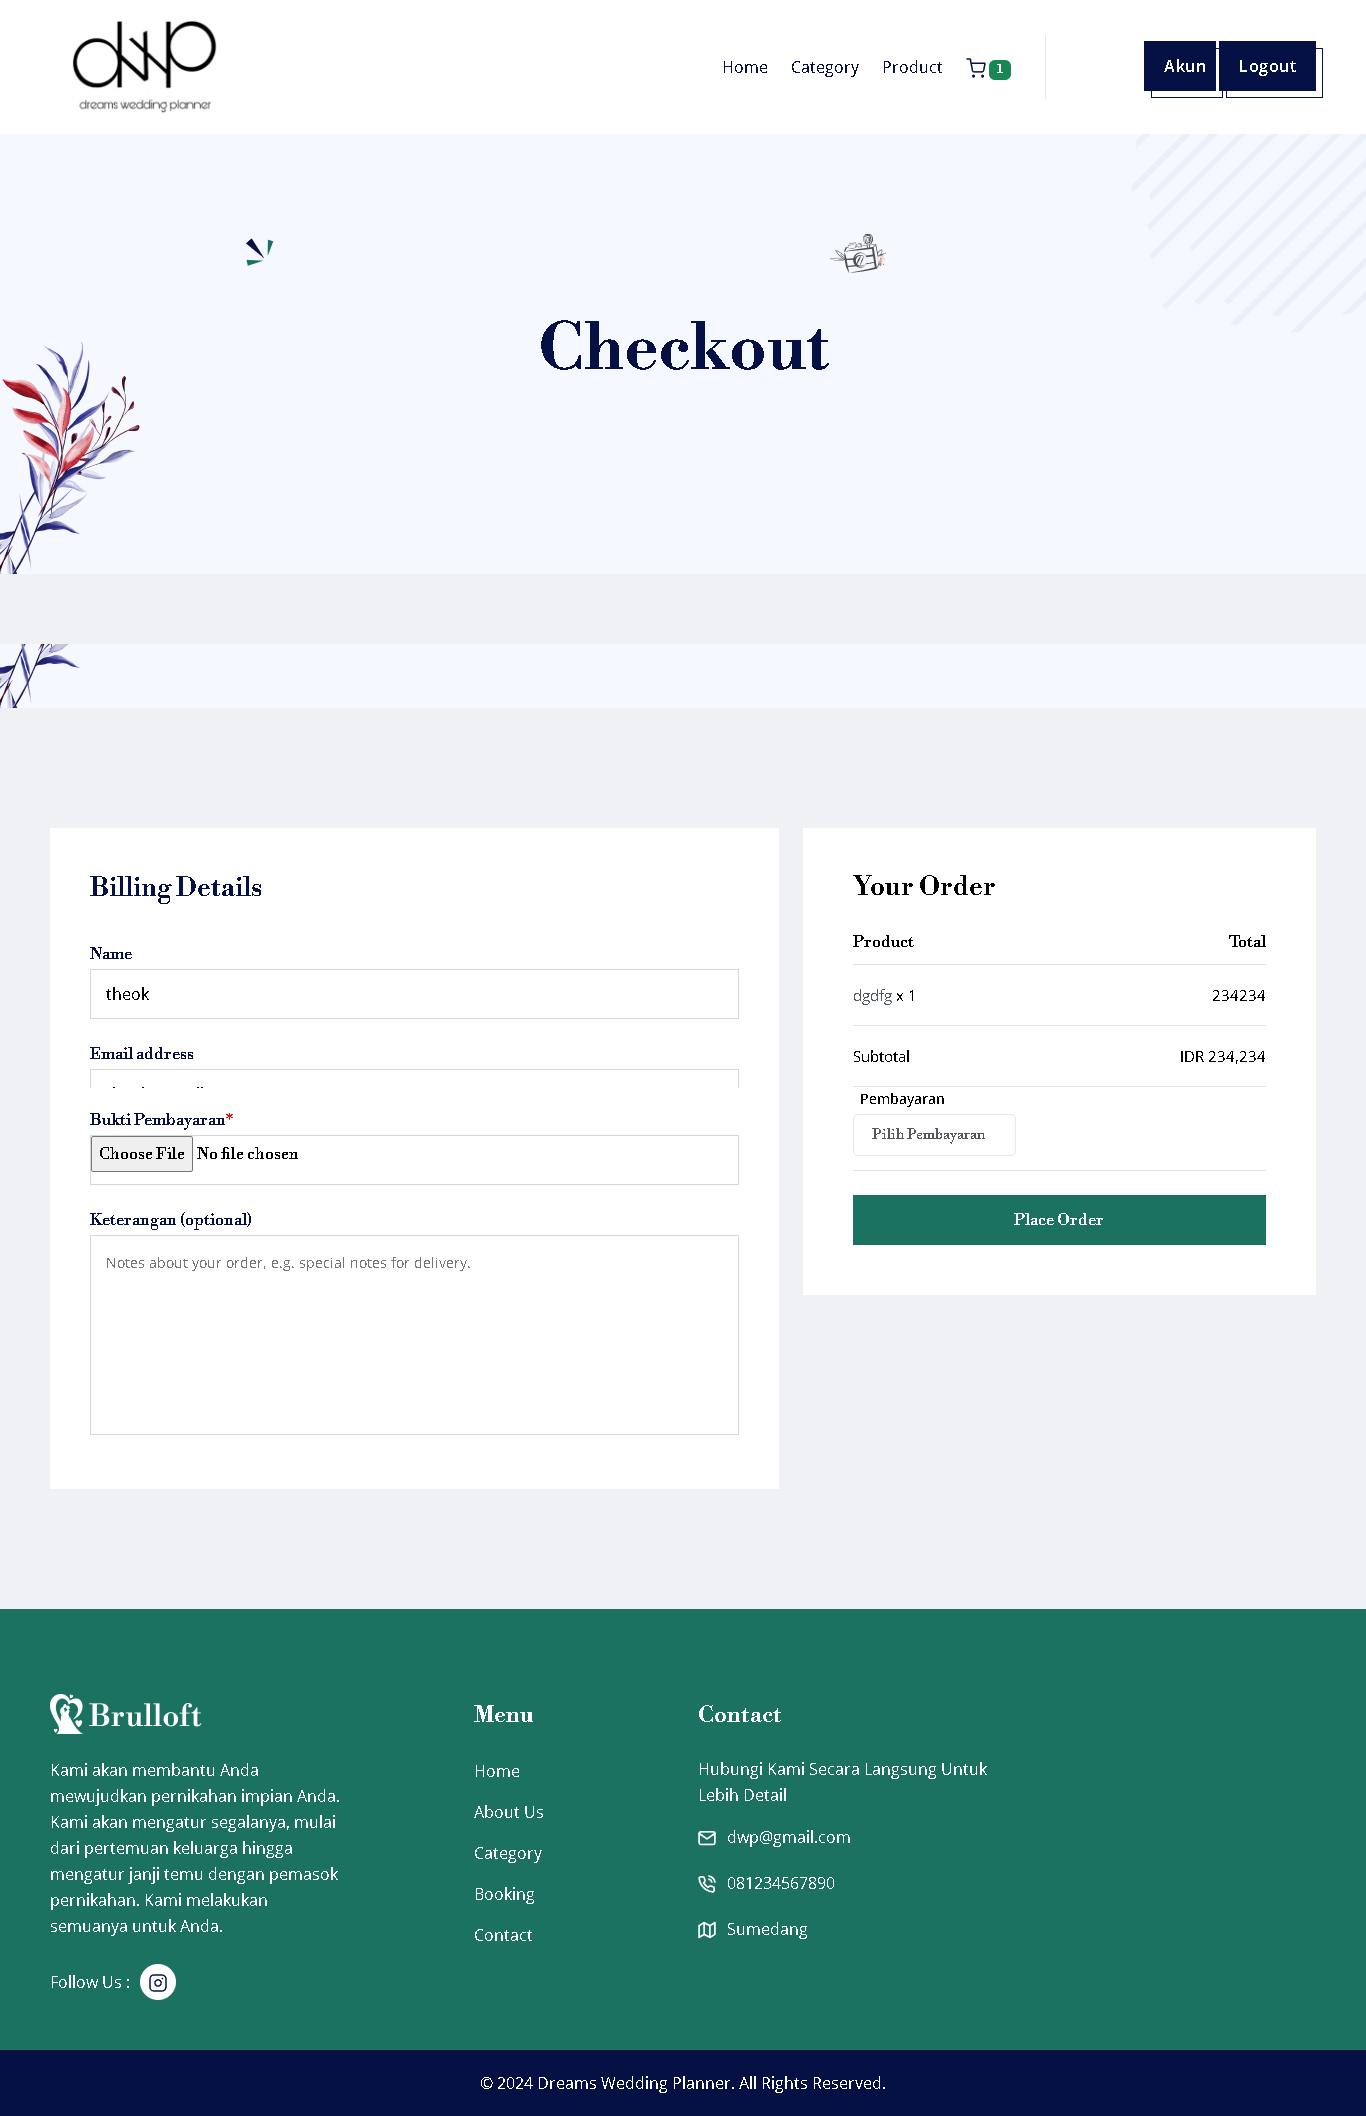 dwp
dreams wedding planner
Home Category Product 1 Akun Logout
Checkout
Billing Details
Name
theok
Email address
Bukti Pembayaran*
Choose File No file chosen
Keterangan (optional)
Notes about your order, e.g. special notes for delivery.
Your Order
Product Total
dgdfg x 1 234234
Subtotal IDR 234,234
Pembayaran
Pilih Pembayaran
Place Order
Brulloft
Kami akan membantu Anda
mewujudkan pernikahan impian Anda.
Kami akan mengatur segalanya, mulai
dari pertemuan keluarga hingga
mengatur janji temu dengan pemasok
pernikahan. Kami melakukan
semuanya untuk Anda.
Follow Us :
Menu
Home
About Us
Category
Booking
Contact
Contact
Hubungi Kami Secara Langsung Untuk
Lebih Detail
dwp@gmail.com
081234567890
Sumedang
© 2024 Dreams Wedding Planner. All Rights Reserved.